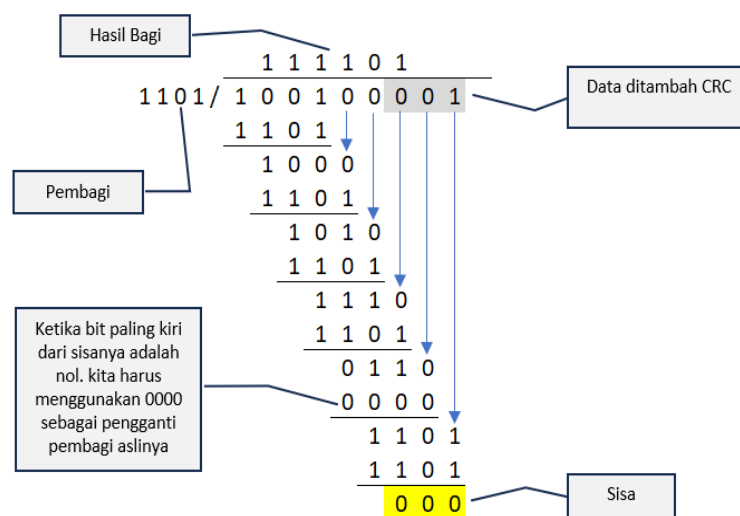 Hasil Bagi
1 1 1 1 0 1
1 1 0 1 / 1 0 0 1 0 0 0 0 1
Data ditambah CRC
1 1 0 1
1 0 0 0
Pembagi
1 1 0 1
1 0 1 0
1 1 0 1
1 1 1 0
1 1 0 1
Ketika bit paling kiri
dari sisanya adalah
nol. kita harus
menggunakan 0000
sebagai pengganti
pembagi aslinya
0 1 1 0
0 0 0 0
1 1 0 1
1 1 0 1
0 0 0
Sisa